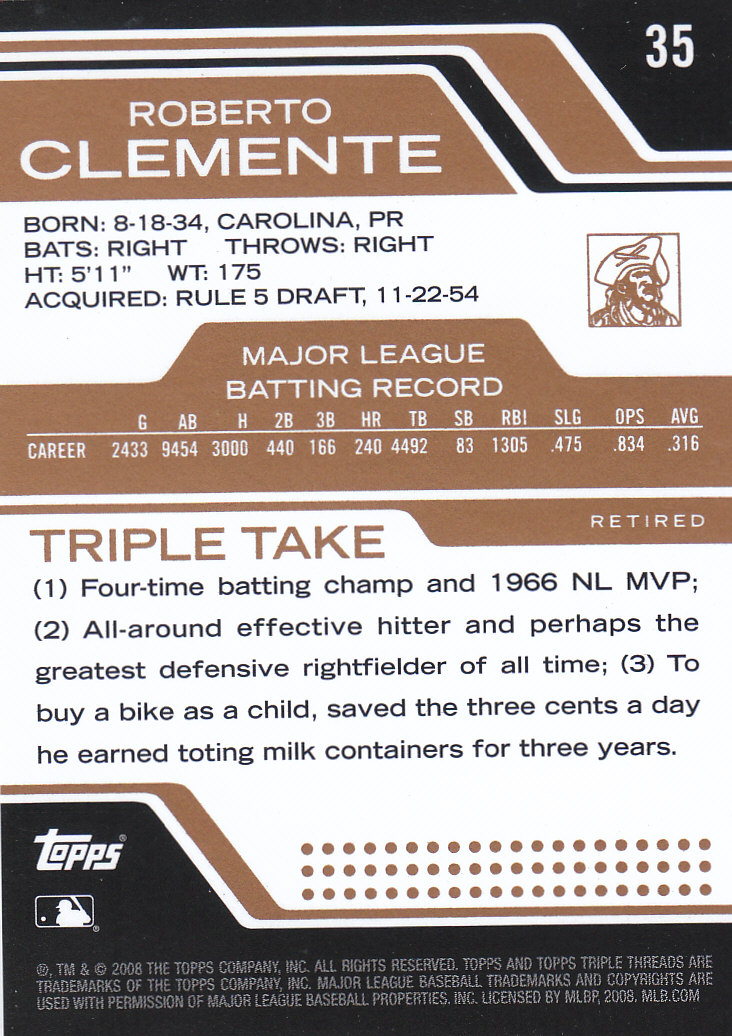 35
ROBERTO
CLEMENTE
BORN: 8-18-34, CAROLINA, PR
BATS: RIGHT THROWS: RIGHT
HT: 5'11" WT: 175
ACQUIRED: RULE 5 DRAFT, 11-22-54
MAJOR LEAGUE
BATTING RECORD
G AB H 2B 3B HR TB SB RBI SLG OPS AVG
CAREER 2433 9454 3000 440 166 240 4492 83 1305 .475 .834 .316
RETIRED
TRIPLE TAKE
(1) Four-time batting champ and 1966 NL MVP;
(2) All-around effective hitter and perhaps the
greatest defensive rightfielder of all time; (3) To
buy a bike as a child, saved the three cents a day
he earned toting milk containers for three years.
Topps®
®
®, TM & © 2008 THE TOPPS COMPANY, INC. ALL RIGHTS RESERVED. TOPPS AND TOPPS TRIPLE THREADS ARE
TRADEMARKS OF THE TOPPS COMPANY, INC. MAJOR LEAGUE BASEBALL TRADEMARKS AND COPYRIGHTS ARE
USED WITH PERMISSION OF MAJOR LEAGUE BASEBALL PROPERTIES. INC. LICENSED BY MLBP, 2008. MLB.COM